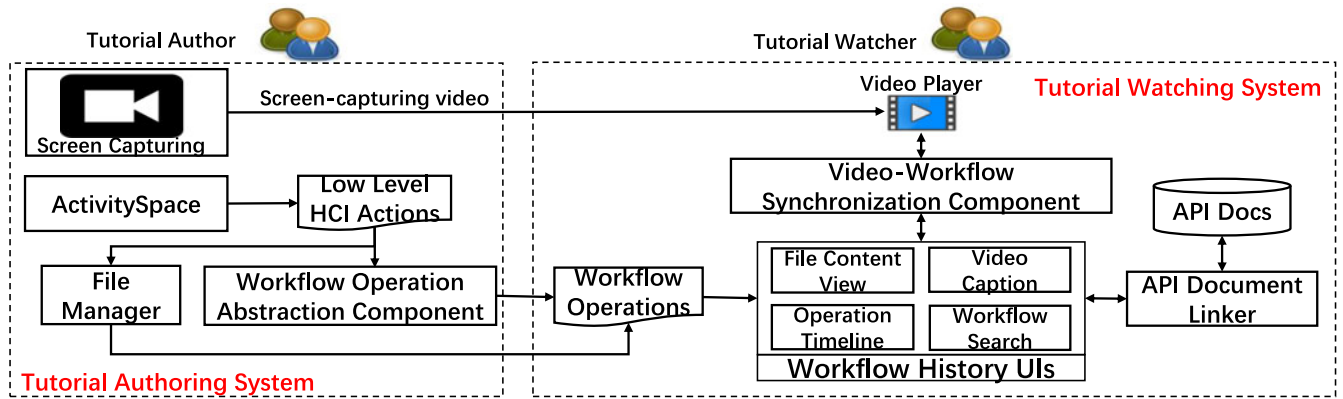 Tutorial Author
Tutorial Watcher
Screen Capturing
Screen-capturing video
Video Player
Tutorial Watching System
ActivitySpace
Low Level
HCI Actions
Video-Workflow
Synchronization Component
API Docs
File
Manager
Workflow Operation
Abstraction Component
Workflow
Operations
File Content
View
Video
Caption
Operation
Timeline
Workflow
Search
Workflow History UIs
API Document
Linker
Tutorial Authoring System